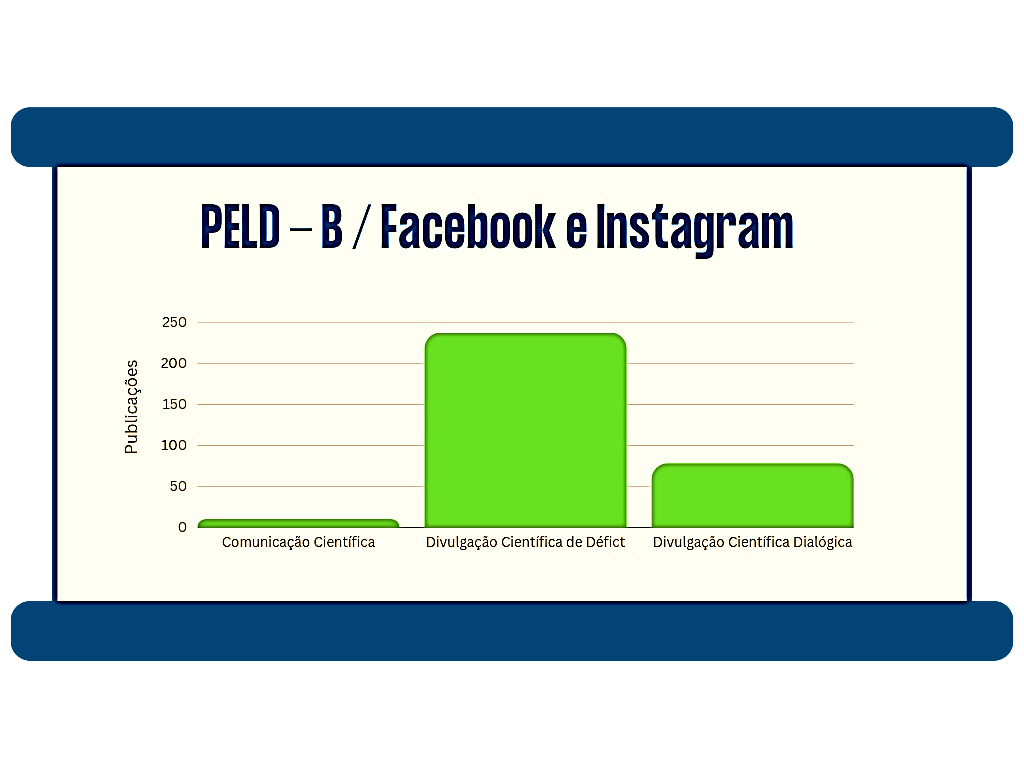 PELD – B / Facebook e Instagram
250
200
150
100
50
0
Publicações
Comunicação Científica
Divulgação Científica de Défict
Divulgação Científica Dialógica